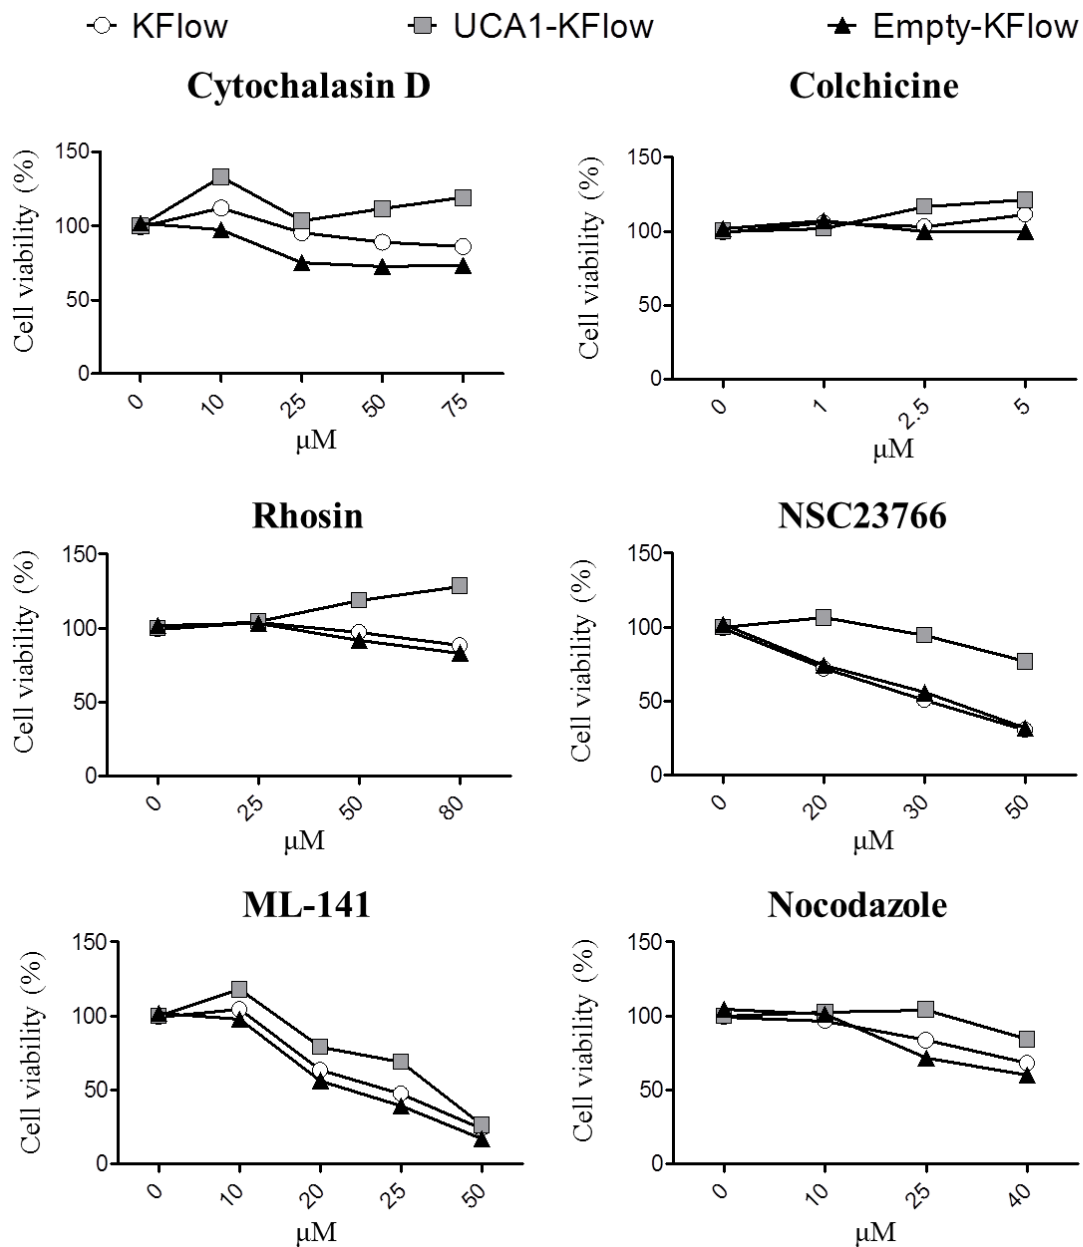 KFlow UCA1-KFlow Empty-KFlow
Cytochalasin D
Cell viability (%)
150
100
50
0
0 10 25 50 75
μM
Colchicine
Cell viability (%)
150
100
50
0
0 1 2.5 5
μM
Rhosin
Cell viability (%)
150
100
50
0
0 25 50 80
μM
NSC23766
Cell viability (%)
150
100
50
0
0 20 30 50
μM
ML-141
Cell viability (%)
150
100
50
0
0 10 20 25 50
μM
Nocodazole
Cell viability (%)
150
100
50
0
0 10 25 40
μM